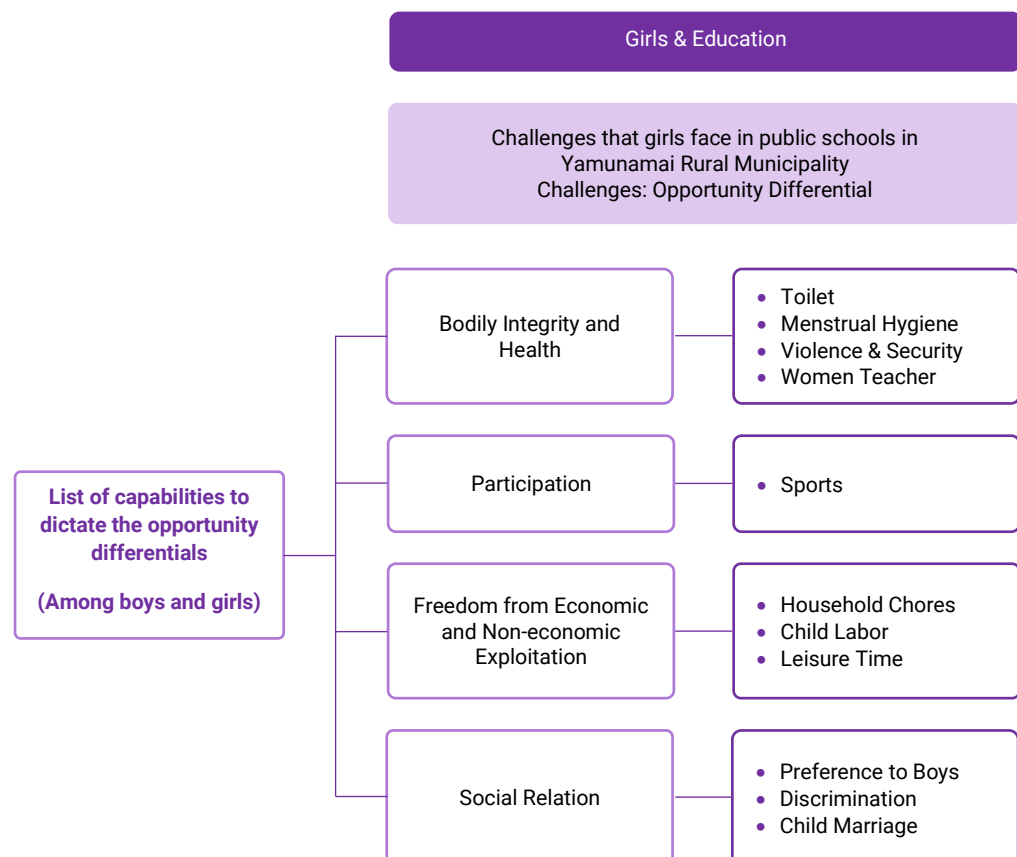 Girls & Education
Challenges that girls face in public schools in
Yamunamai Rural Municipality
Challenges: Opportunity Differential
List of capabilities to
dictate the opportunity
differentials
(Among boys and girls)
Bodily Integrity and
Health
• Toilet
• Menstrual Hygiene
• Violence & Security
• Women Teacher
Participation
• Sports
Freedom from Economic
and Non-economic
Exploitation
• Household Chores
• Child Labor
• Leisure Time
Social Relation
• Preference to Boys
• Discrimination
• Child Marriage